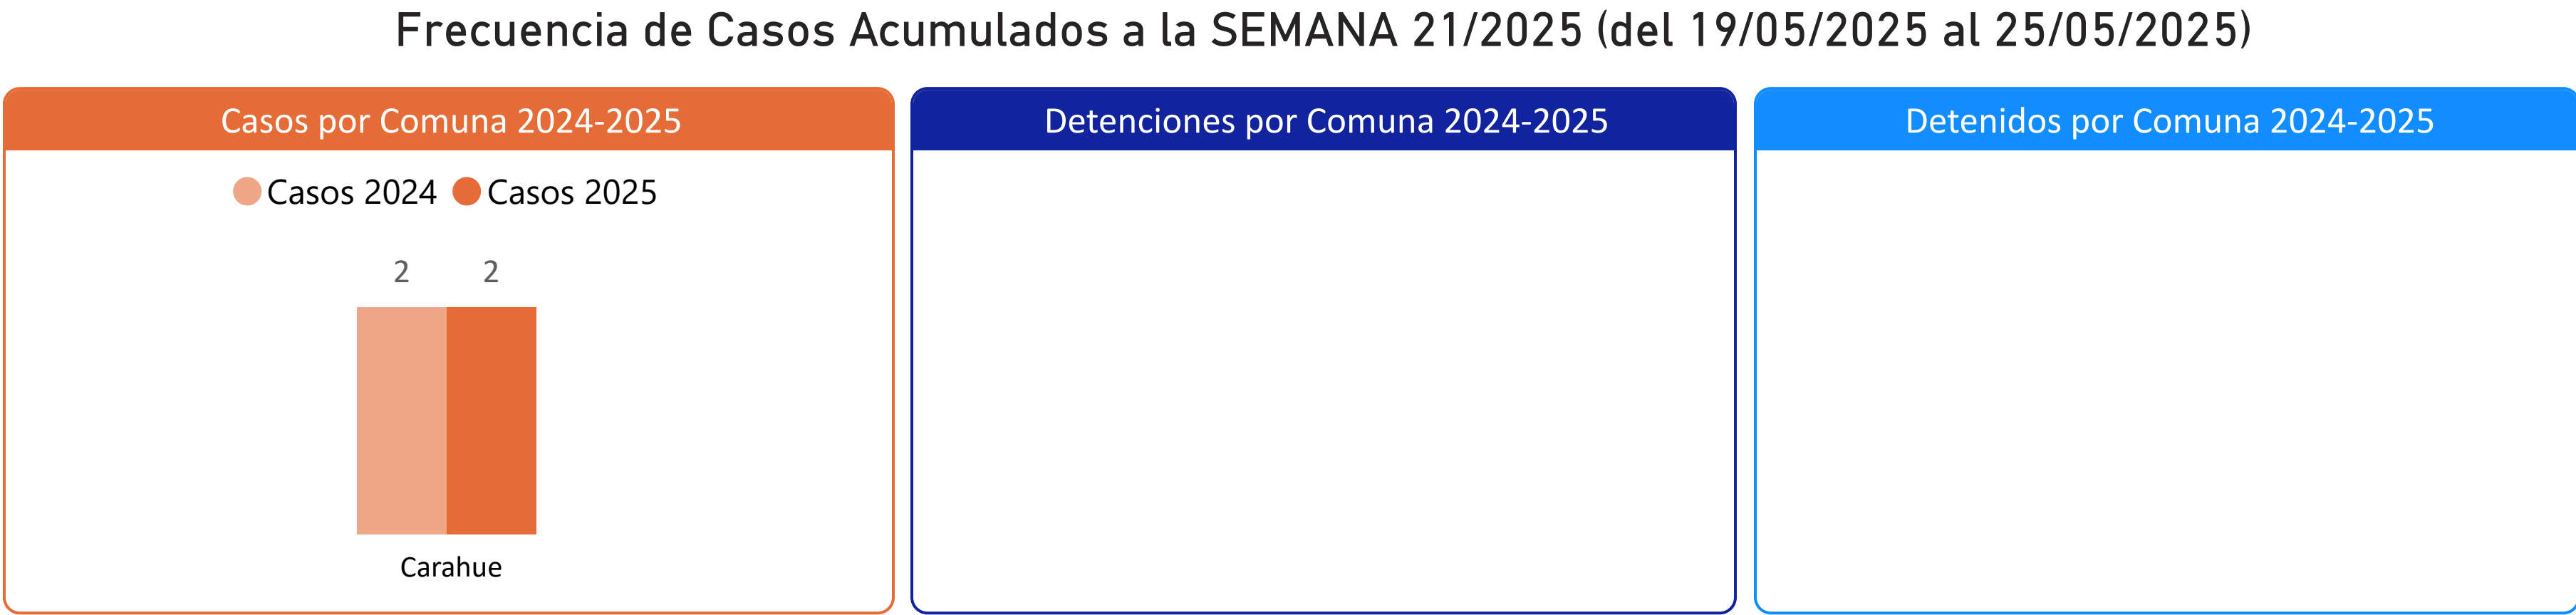 Frecuencia de Casos Acumulados a la SEMANA 21/2025 (del 19/05/2025 al 25/05/2025)
Casos por Comuna 2024-2025
Casos 2024 Casos 2025
2 2
Carahue
Detenciones por Comuna 2024-2025
Detenidos por Comuna 2024-2025